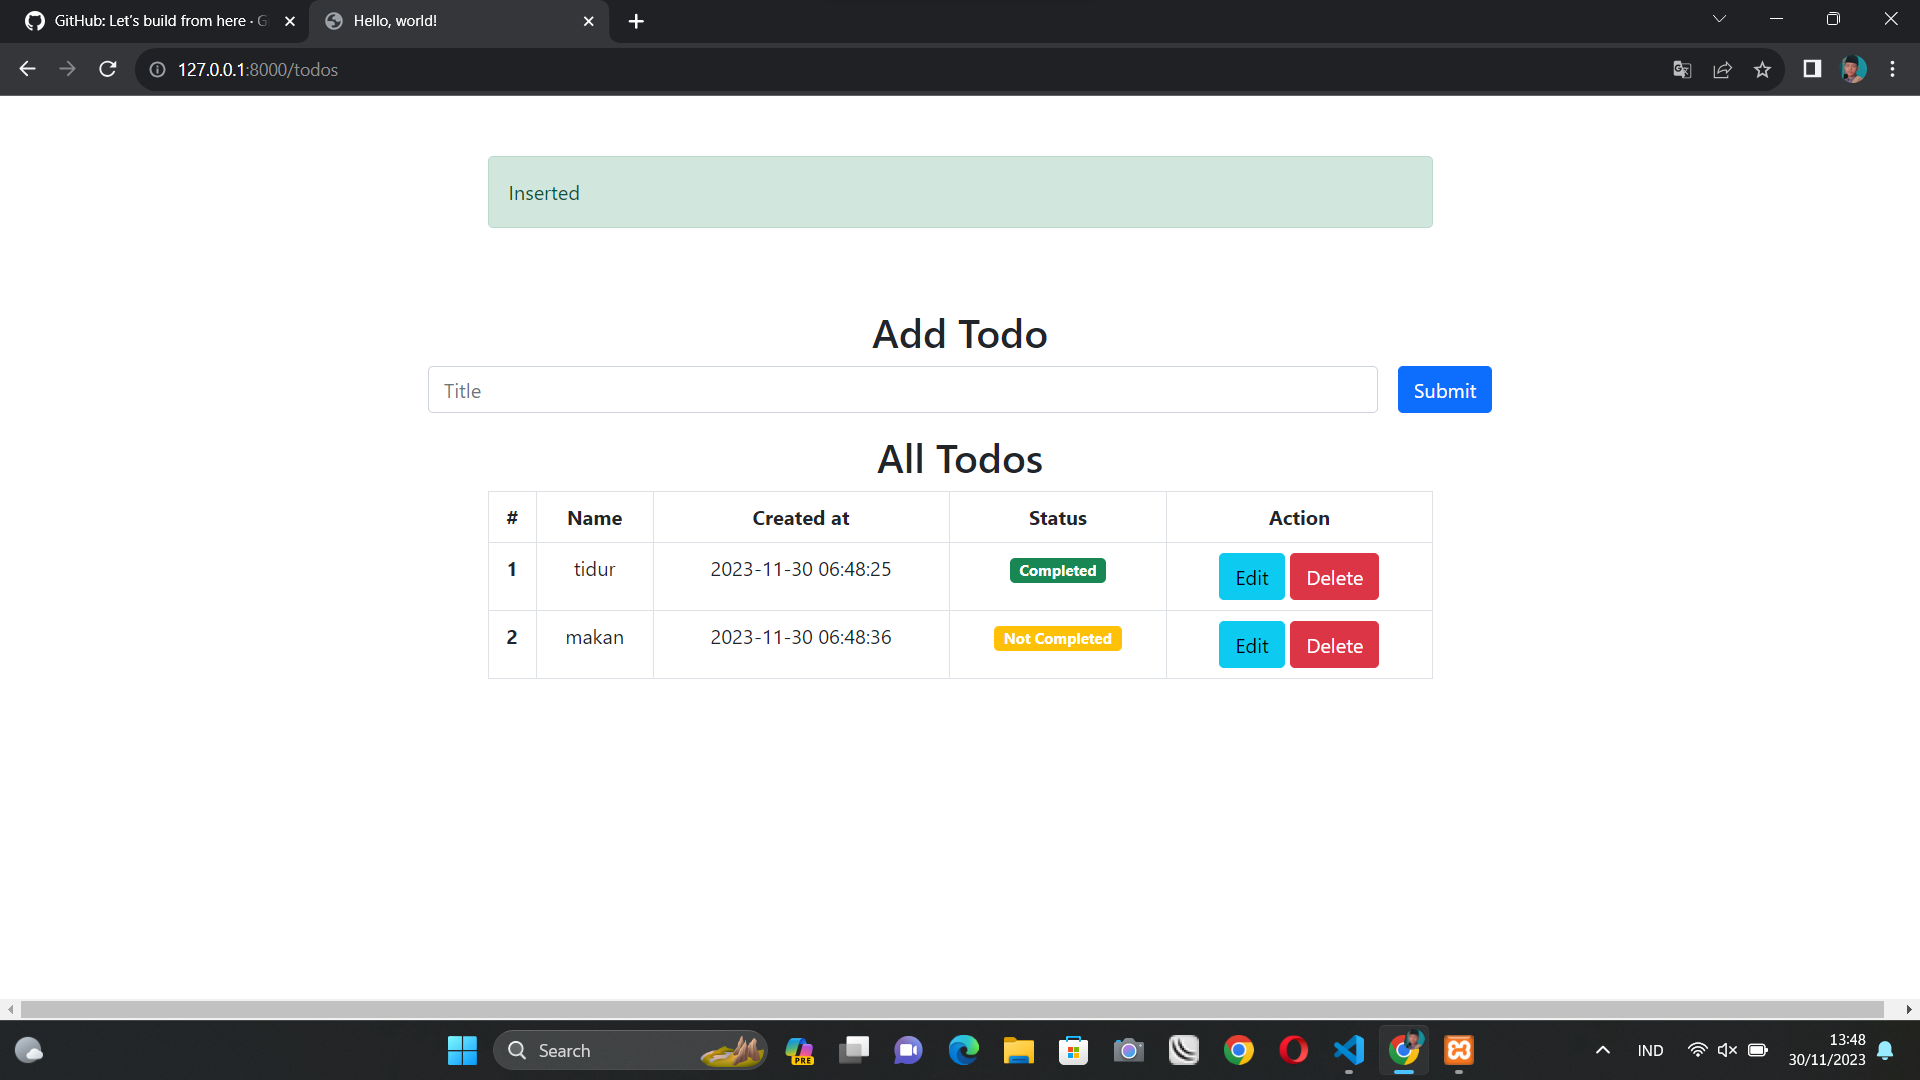 GitHub: Let's build from here · G
Hello, world!
127.0.0.1:8000/todos
Inserted
Add Todo
Title
Submit
All Todos
# Name Created at Status Action
1 tidur 2023-11-30 06:48:25 Completed Edit Delete
2 makan 2023-11-30 06:48:36 Not Completed Edit Delete
Search
PRE
IND
13:48
30/11/2023